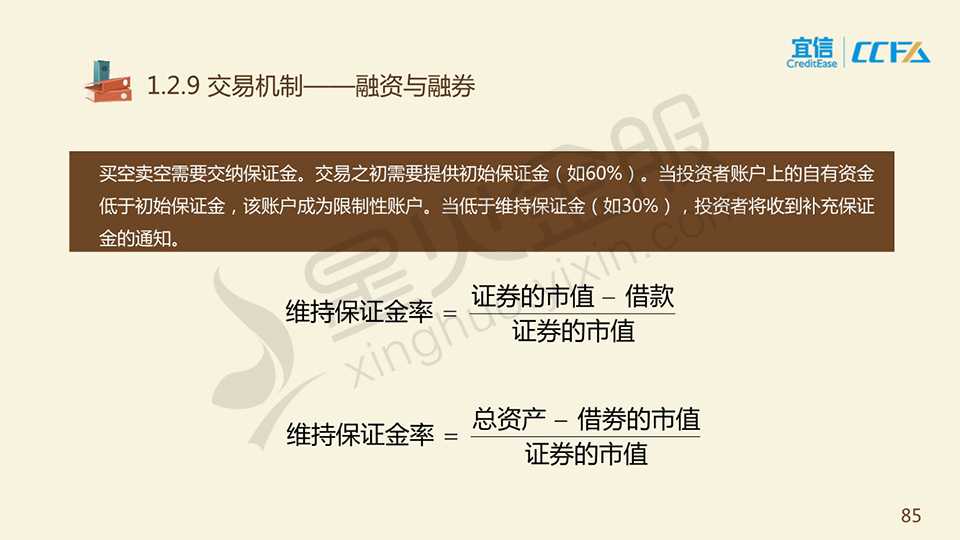 宜信
CreditEase
CCFA
1.2.9 交易机制——融资与融券
买空卖空需要交纳保证金。交易之初需要提供初始保证金（如60%）。当投资者账户上的自有资金
低于初始保证金，该账户成为限制性账户。当低于维持保证金（如30%），投资者将收到补充保证
金的通知。
维持保证金率 = 证券的市值 − 借款
证券的市值
维持保证金率 = 总资产 − 借券的市值
证券的市值
星火金服
xinghuo.yixin.com
85